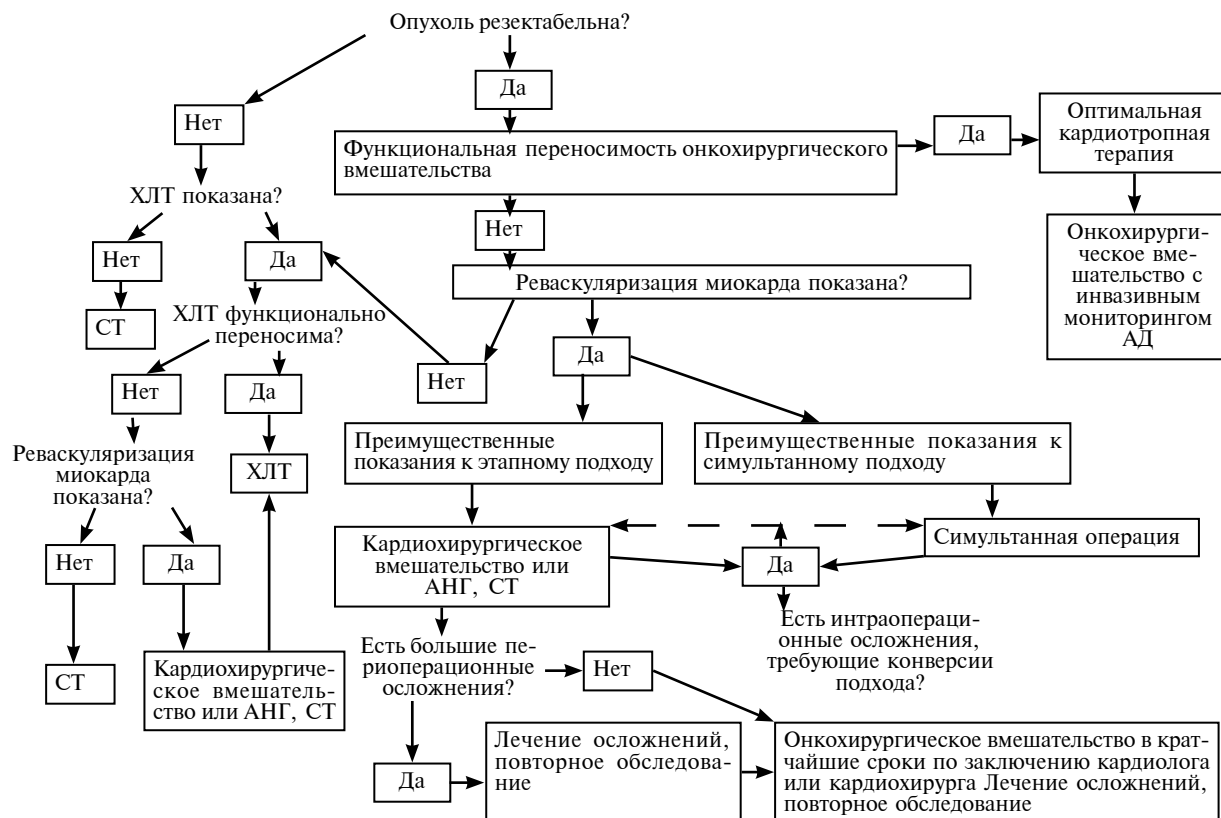 Опухоль резектабельна?
Да
Нет
Функциональная переносимость онкохирургического
вмешательства
Да
Оптимальная
кардиотропная
терапия
ХЛТ показана?
Нет
Онкохирурги-
ческое вме-
шательство с
инвазивным
мониторингом
АД
Нет
Да
Реваскуляризация миокарда показана?
СТ
ХЛТ функционально
переносима?
Да
Нет
Нет
Да
Преимущественные
показания к этапному подходу
Преимущественные показания к
симультанному подходу
Реваскуляризация
миокарда
показана?
ХЛТ
Кардиохирургическое
вмешательство или
АНГ, СТ
Симультанная операция
Да
Нет
Да
Есть интраопераци-
онные осложнения,
требующие конверсии
подхода?
Есть большие пе-
риоперационные
осложнения?
Нет
СТ
Кардиохирургиче-
ское вмешатель-
ство или АНГ, СТ
Да
Лечение осложнений,
повторное обследова-
ние
Онкохирургическое вмешательство в крат-
чайшие сроки по заключению кардиолога
или кардиохирурга Лечение осложнений,
повторное обследование